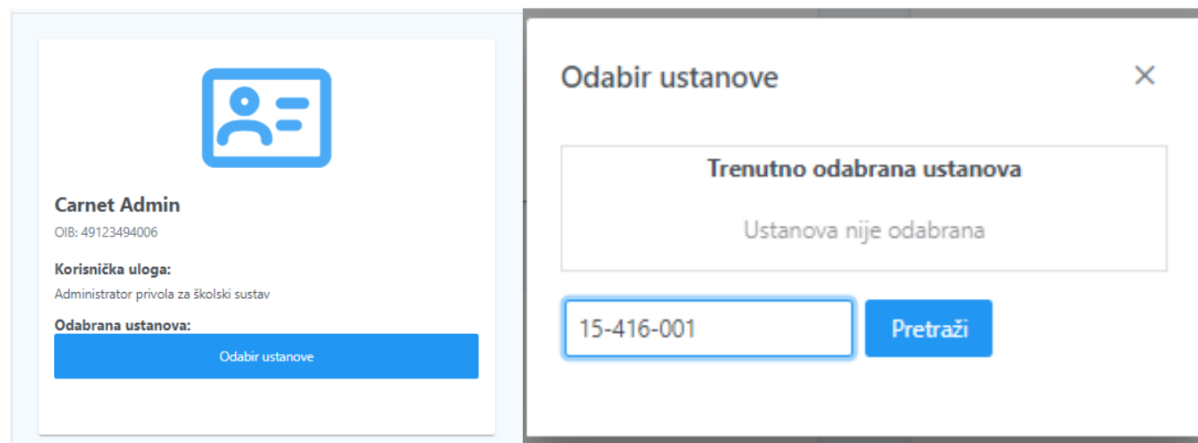 Carnet Admin
OIB: 49123494006
Korisnička uloga:
Administrator privola za školski sustav
Odabrana ustanova:
Odabir ustanove
Odabir ustanove
Trenutno odabrana ustanova
Ustanova nije odabrana
15-416-001
Pretraži